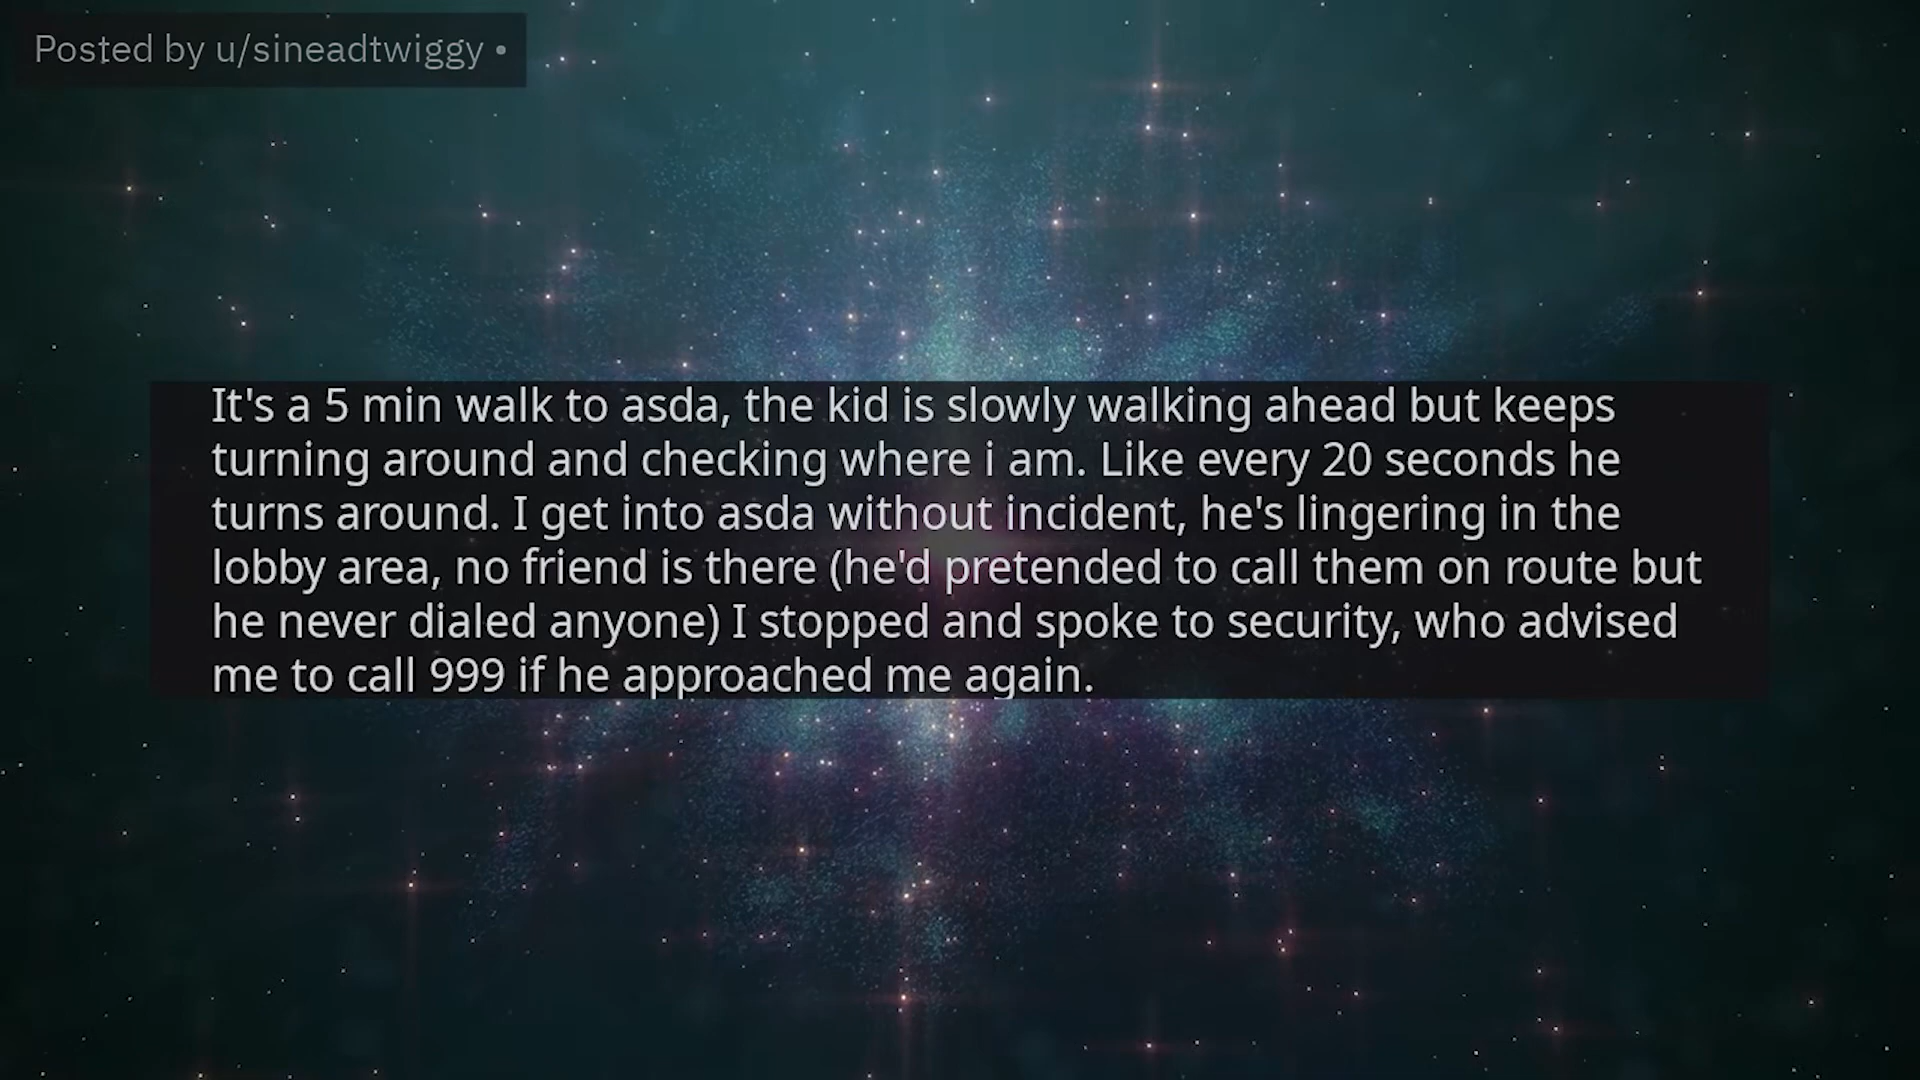 Posted by u/sineadtwiggy •
It's a 5 min walk to asda, the kid is slowly walking ahead but keeps
turning around and checking where i am. Like every 20 seconds he
turns around. I get into asda without incident, he's lingering in the
lobby area, no friend is there (he'd pretended to call them on route but
he never dialed anyone) I stopped and spoke to security, who advised
me to call 999 if he approached me again.